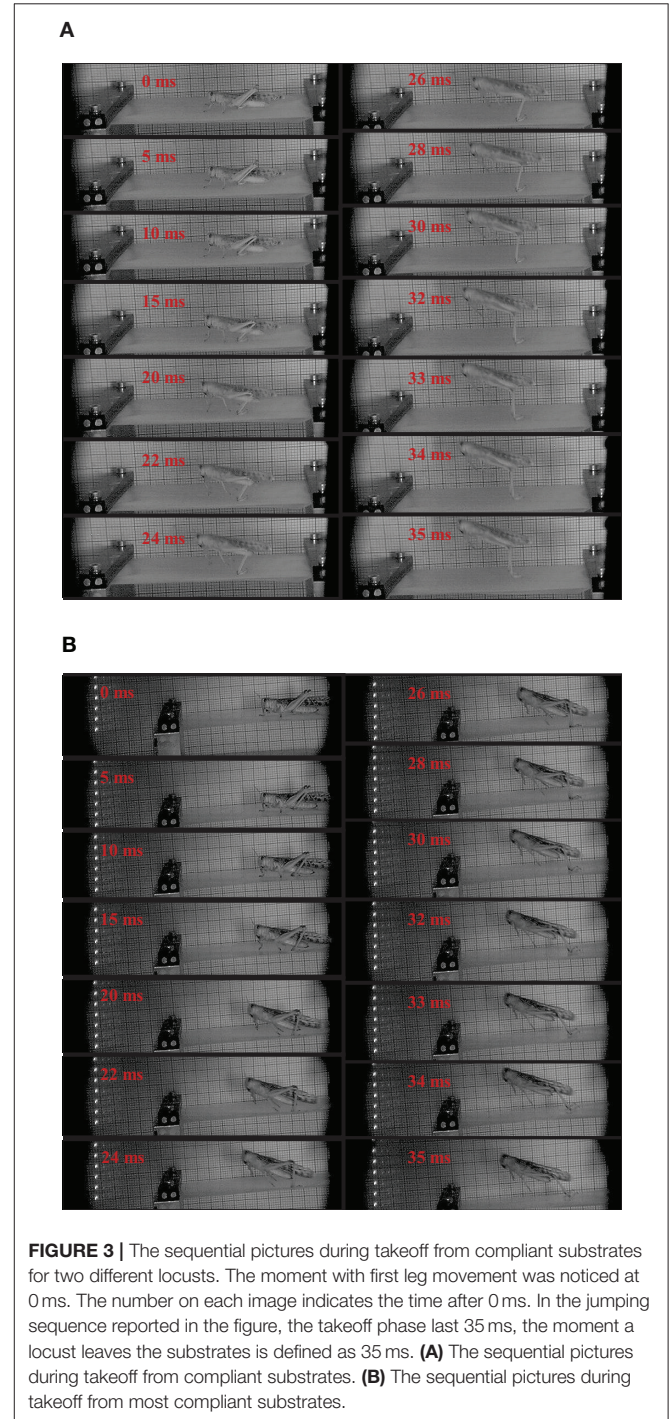 A
0 ms
5 ms
10 ms
15 ms
20 ms
22 ms
24 ms
26 ms
28 ms
30 ms
32 ms
33 ms
34 ms
35 ms
B
0 ms
5 ms
10 ms
15 ms
20 ms
22 ms
24 ms
26 ms
28 ms
30 ms
32 ms
33 ms
34 ms
35 ms
FIGURE 3 | The sequential pictures during takeoff from compliant substrates
for two different locusts. The moment with first leg movement was noticed at
0 ms. The number on each image indicates the time after 0 ms. In the jumping
sequence reported in the figure, the takeoff phase last 35 ms, the moment a
locust leaves the substrates is defined as 35 ms. (A) The sequential pictures
during takeoff from compliant substrates. (B) The sequential pictures during
takeoff from most compliant substrates.